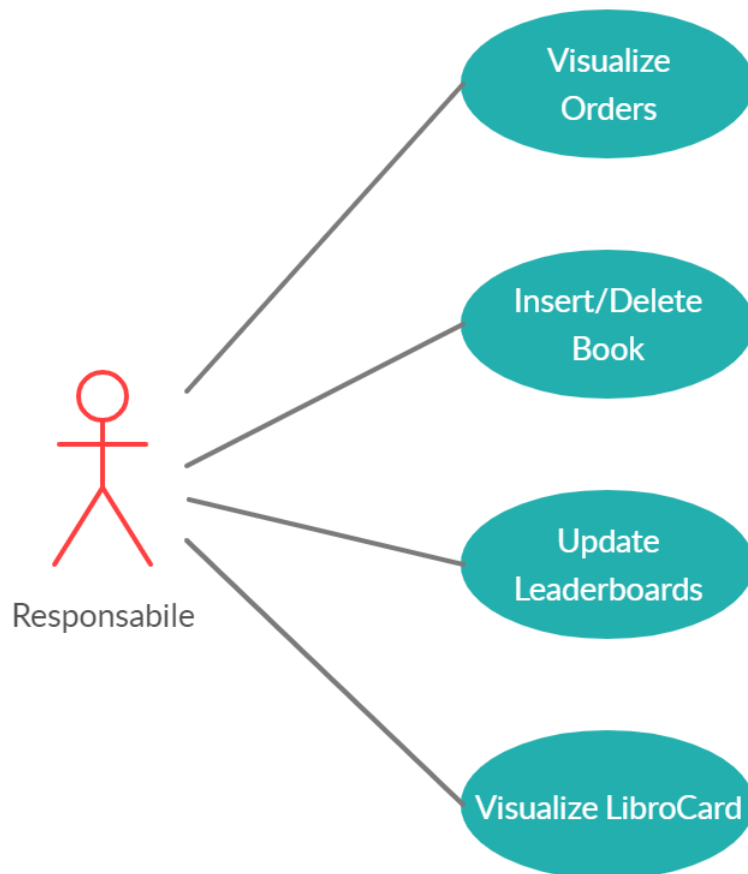 Visualize
Orders
Insert/Delete
Book
Update
Leaderboards
Responsabile
Visualize LibroCard